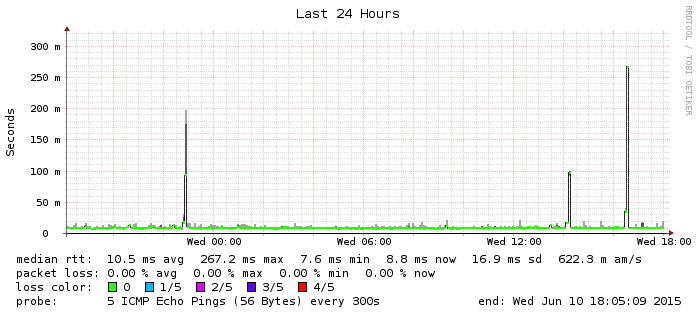 Last 24 Hours
RRDTOOL / TOBI OETIKER
Seconds
300 m
250 m
200 m
150 m
100 m
50 m
0
Wed 00:00 Wed 06:00 Wed 12:00 Wed 18:00
median rtt: 10.5 ms avg 267.2 ms max 7.6 ms min 8.8 ms now 16.9 ms sd 622.3 m am/s
packet loss: 0.00 % avg 0.00 % max 0.00 % min 0.00 % now
loss color: 0 1/5 2/5 3/5 4/5
probe: 5 ICMP Echo Pings (56 Bytes) every 300s end: Wed Jun 10 18:05:09 2015